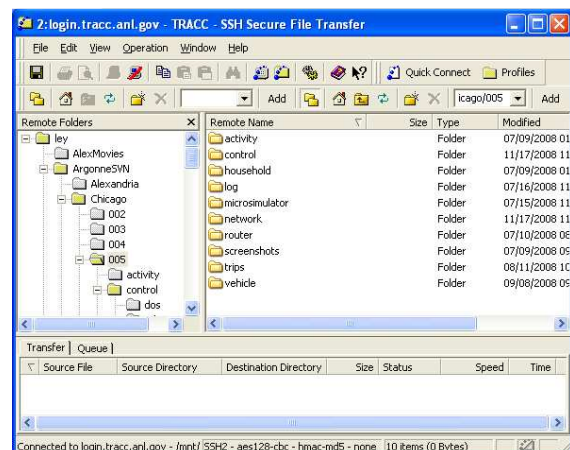 2:login.tracc.anl.gov - TRACC - SSH Secure File Transfer
File Edit View Operation Window Help
Quick Connect Profiles
Add icago/005 Add
Remote Folders
ley
AlexMovies
ArgonneSVN
Alexandria
Chicago
002
003
004
005
activity
control
dos
Remote Name Size Type Modified
activity Folder 07/09/2008 01
control Folder 11/17/2008 11
household Folder 07/09/2008 01
log Folder 07/16/2008 11
microsimulator Folder 07/15/2008 11
network Folder 11/17/2008 11
router Folder 07/10/2008 08
screenshots Folder 07/09/2008 09
trips Folder 08/11/2008 10
vehicle Folder 09/08/2008 09
Transfer Queue
Source File Source Directory Destination Directory Size Status Speed Time
Connected to login.tracc.anl.gov - /mnt/ SSH2 - aes128-cbc - hmac-md5 - none 10 items (0 Bytes)